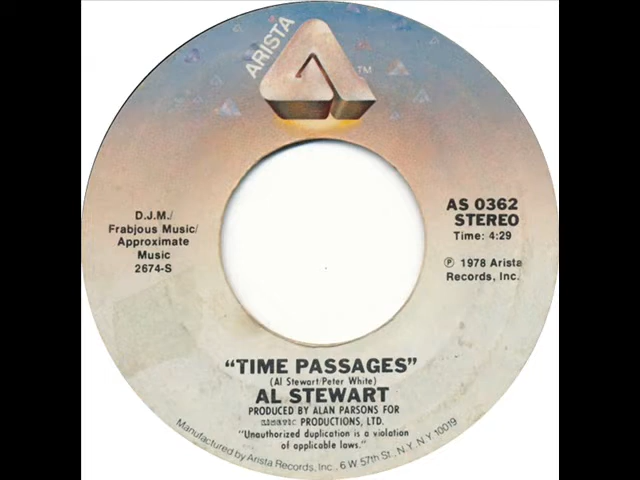 ARISTA
TM
D.J.M./
Frabjous Music/
Approximate
Music
2674-S
AS 0362
STEREO
Time: 4:29
℗ 1978 Arista
Records, Inc.
"TIME PASSAGES"
(Al Stewart/Peter White)
AL STEWART
PRODUCED BY ALAN PARSONS FOR
PRODUCTIONS, LTD.
"Unauthorized duplication is a violation
of applicable laws."
Manufactured by Arista Records, Inc., 6 W. 57th St., N.Y., N.Y. 10019